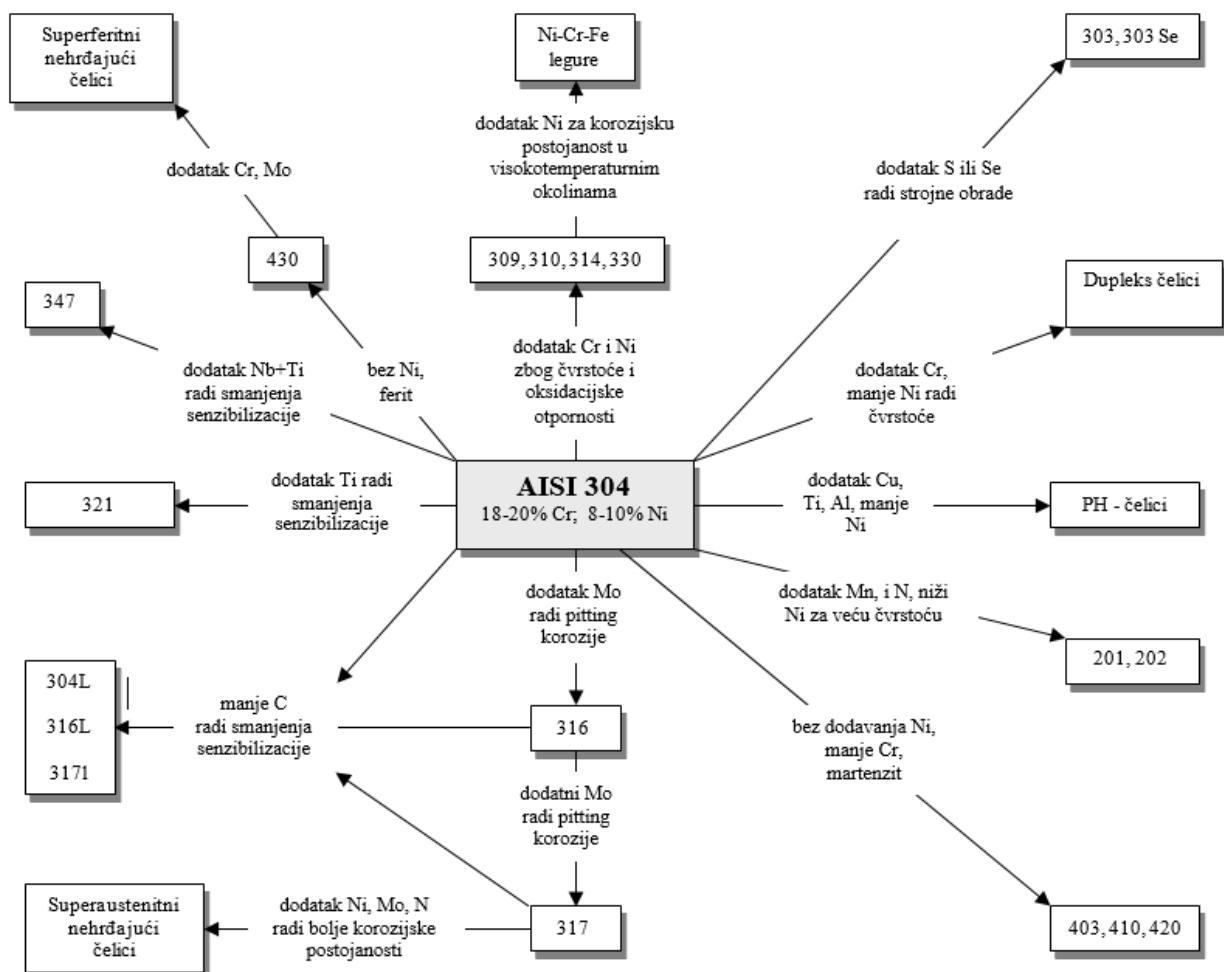 Superferitni
nehrđajući
čelici
Ni-Cr-Fe
legure
303, 303 Se
dodatak Cr, Mo
dodatak Ni za korozijsku
postojanost u
visokotemperaturnim
okolinama
dodatak S ili Se
radi strojne obrade
430
309, 310, 314, 330
Dupleks čelici
347
dodatak Nb+Ti
radi smanjenja
senzibilizacije
bez Ni,
ferit
dodatak Cr i Ni
zbog čvrstoće i
oksidacijske
otpornosti
dodatak Cr,
manje Ni radi
čvrstoće
321
dodatak Ti radi
smanjenja
senzibilizacije
AISI 304
18-20% Cr; 8-10% Ni
dodatak Cu,
Ti, Al, manje
Ni
PH - čelici
dodatak Mo
radi pitting
korozije
dodatak Mn, i N, niži
Ni za veću čvrstoću
201, 202
304L
316L
317l
manje C
radi smanjenja
senzibilizacije
316
bez dodavanja Ni,
manje Cr,
martenzit
dodatni Mo
radi pitting
korozije
Superaustenitni
nehrđajući
čelici
dodatak Ni, Mo, N
radi bolje korozijske
postojanosti
317
403, 410, 420